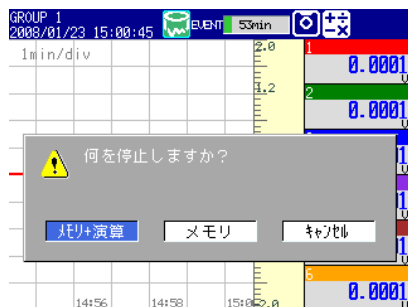 GROUP 1
2008/01/23 15:00:45
EVENT
53min
1min/div
2.0
1.2
1
0.0001
V
2
0.0001
何を停止しますか?
メモリ+演算
メモリ
キャンセル
6
0.0001
V
14:56
14:58
-2.0